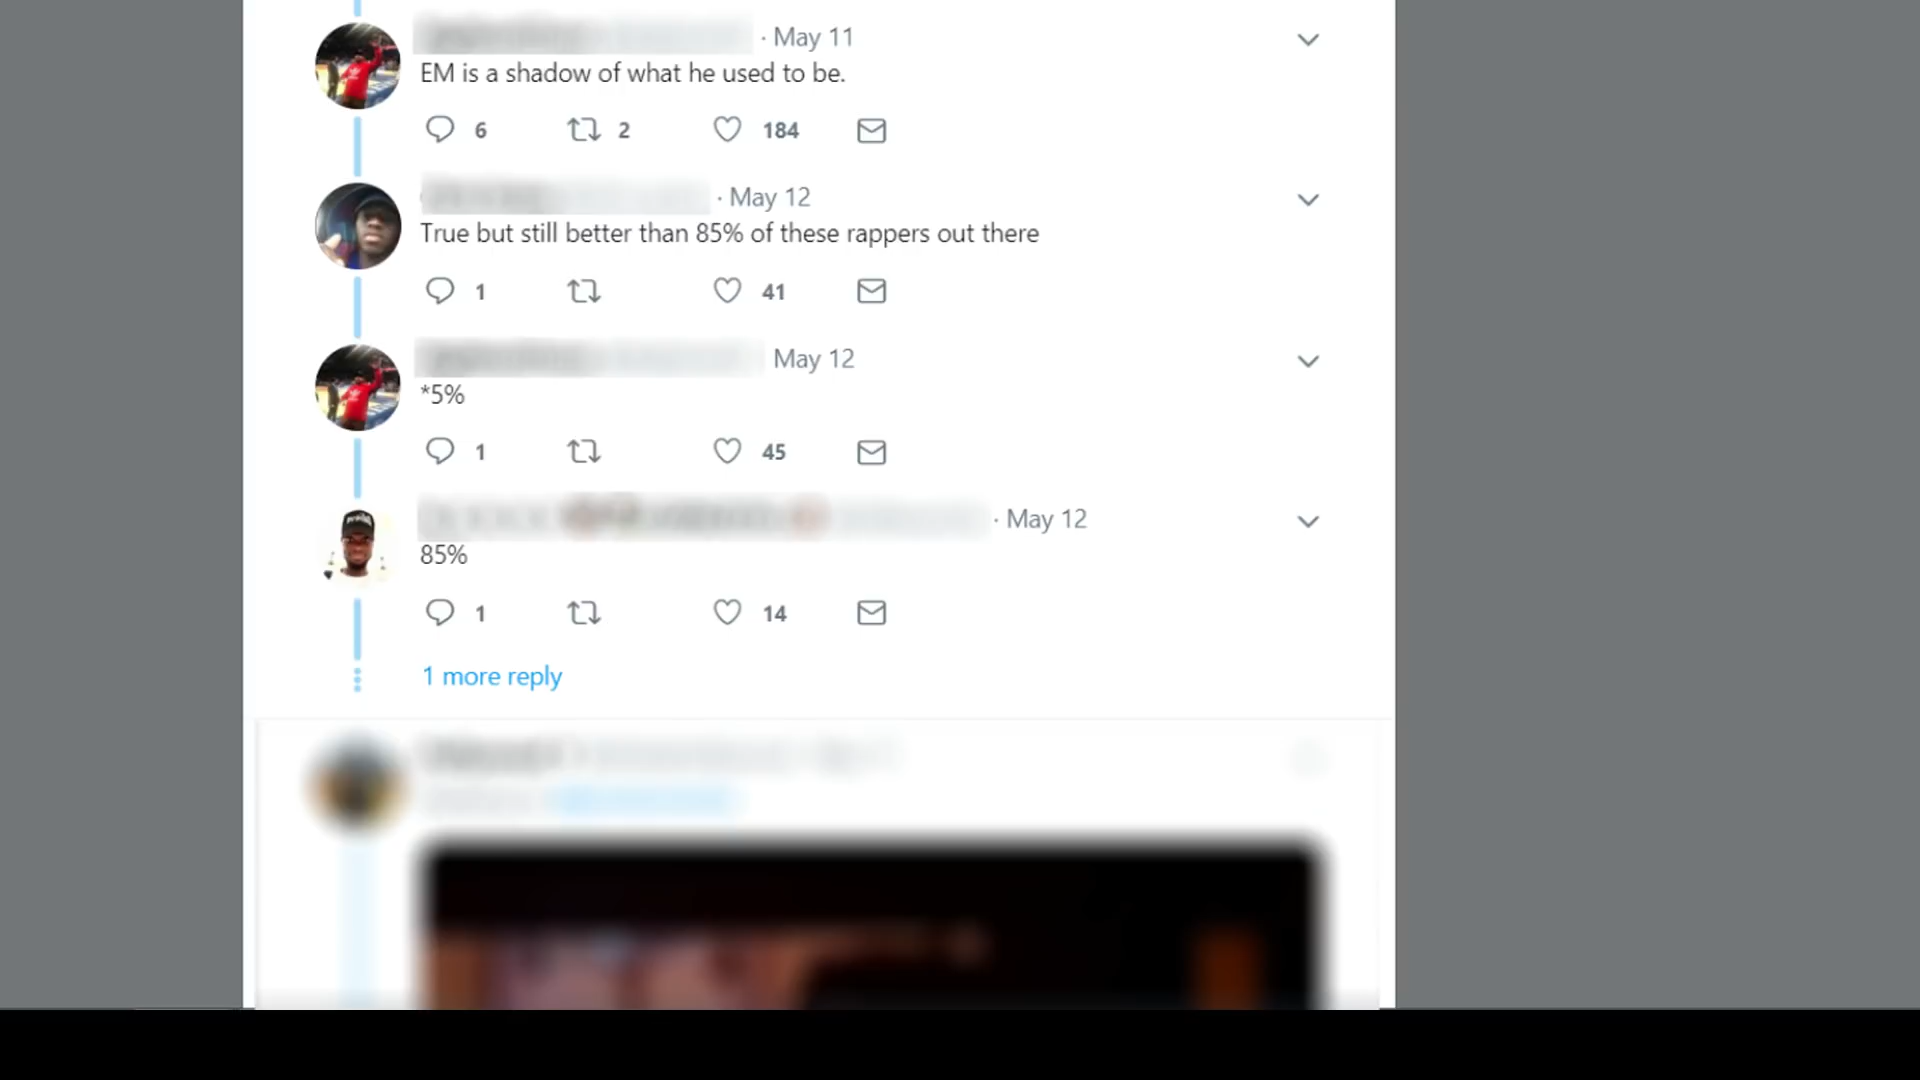 · May 11
EM is a shadow of what he used to be.
6 2 184
· May 12
True but still better than 85% of these rappers out there
1 41
May 12
*5%
1 45
· May 12
85%
1 14
1 more reply